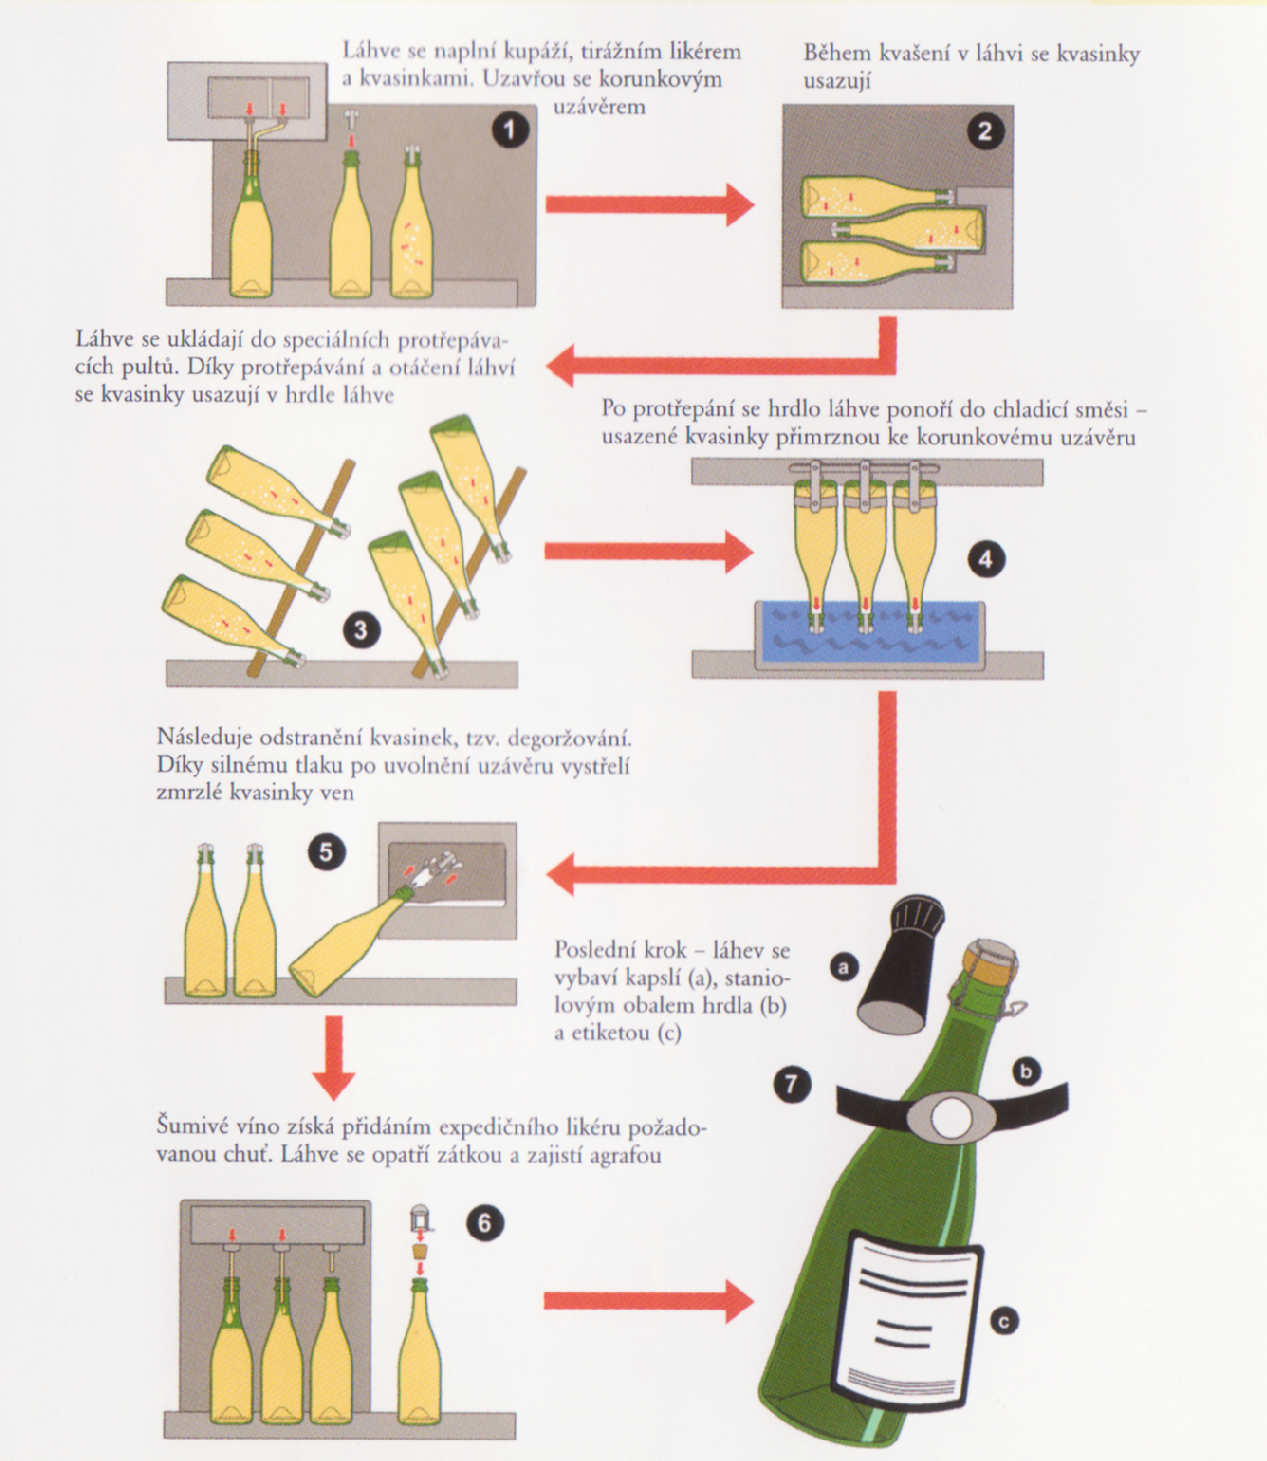 Láhve se naplní kupáží, tirážním likérem
a kvasinkami. Uzavřou se korunkovým
uzávěrem
1
Během kvašení v láhvi se kvasinky
usazují
2
Láhve se ukládají do speciálních protřepáva-
cích pultů. Díky protřepávání a otáčení láhví
se kvasinky usazují v hrdle láhve
3
Po protřepání se hrdlo láhve ponoří do chladicí směsi –
usazené kvasinky přimrznou ke korunkovému uzávěru
4
Následuje odstranění kvasinek, tzv. degoržování.
Díky silnému tlaku po uvolnění uzávěru vystřelí
zmrzlé kvasinky ven
5
Šumivé víno získá přidáním expedičního likéru požado-
vanou chuť. Láhve se opatří zátkou a zajistí agrafou
6
Poslední krok – láhev se
vybaví kapslí (a), stanio-
lovým obalem hrdla (b)
a etiketou (c)
7
a
b
c